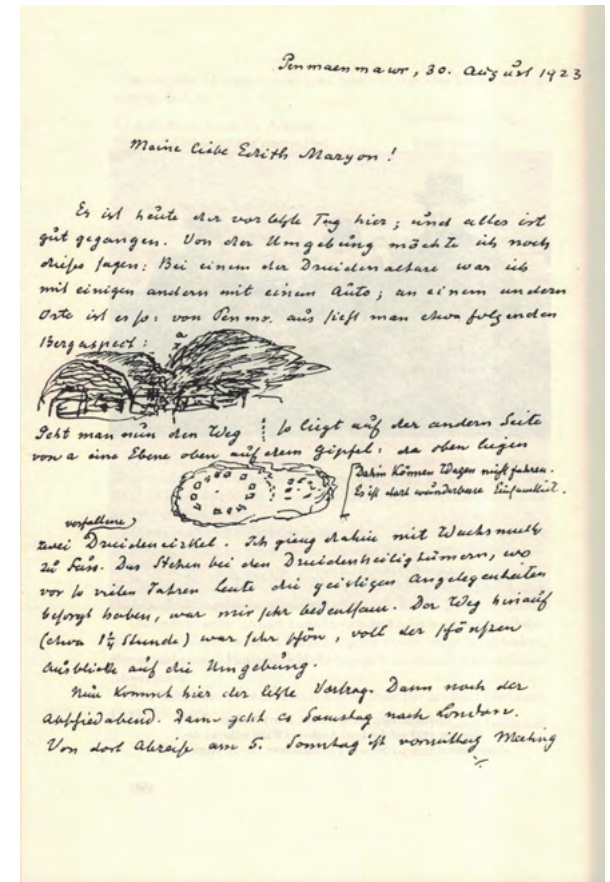 Penmaenmawr, 30. August 1923
Meine liebe Edith Maryon!
Es ist heute der vorletzte Tag hier; und alles ist
gut gegangen. Von der Umgebung möchte ich noch
dieses sagen: Bei einem der Druidenaltare war ich
mit einigen andern mit einem Auto; an einem andern
Orte ist es so: von Penm. aus sieht man etwa folgenden
Bergaspect:
a
Geht man nun den Weg so liegt auf der andern Seite
von a eine Ebene oben auf dem Gipfel: da oben liegen
Dahin können Wagen nicht fahren.
Es ist dort wunderbare Einsamkeit.
verfallene
zwei Druidencirkel. Ich gieng dahin mit Wachsmuth
zu Fuss. Das Stehen bei den Druidenheiligthümern, wo
vor so vielen Jahren Leute die geistigen Angelegenheiten
besorgt haben, war mir sehr bedeutsam. Der Weg hinauf
(etwa 1¼ Stunde) war sehr schön, voll der schönsten
Ausblicke auf die Umgebung.
Nun kommt hier der letzte Vortrag. Dann noch der
Abschiedabend. Dann geht es Samstag nach London.
Von dort Abreise am 5. Sonntag ist vormittag Meeting